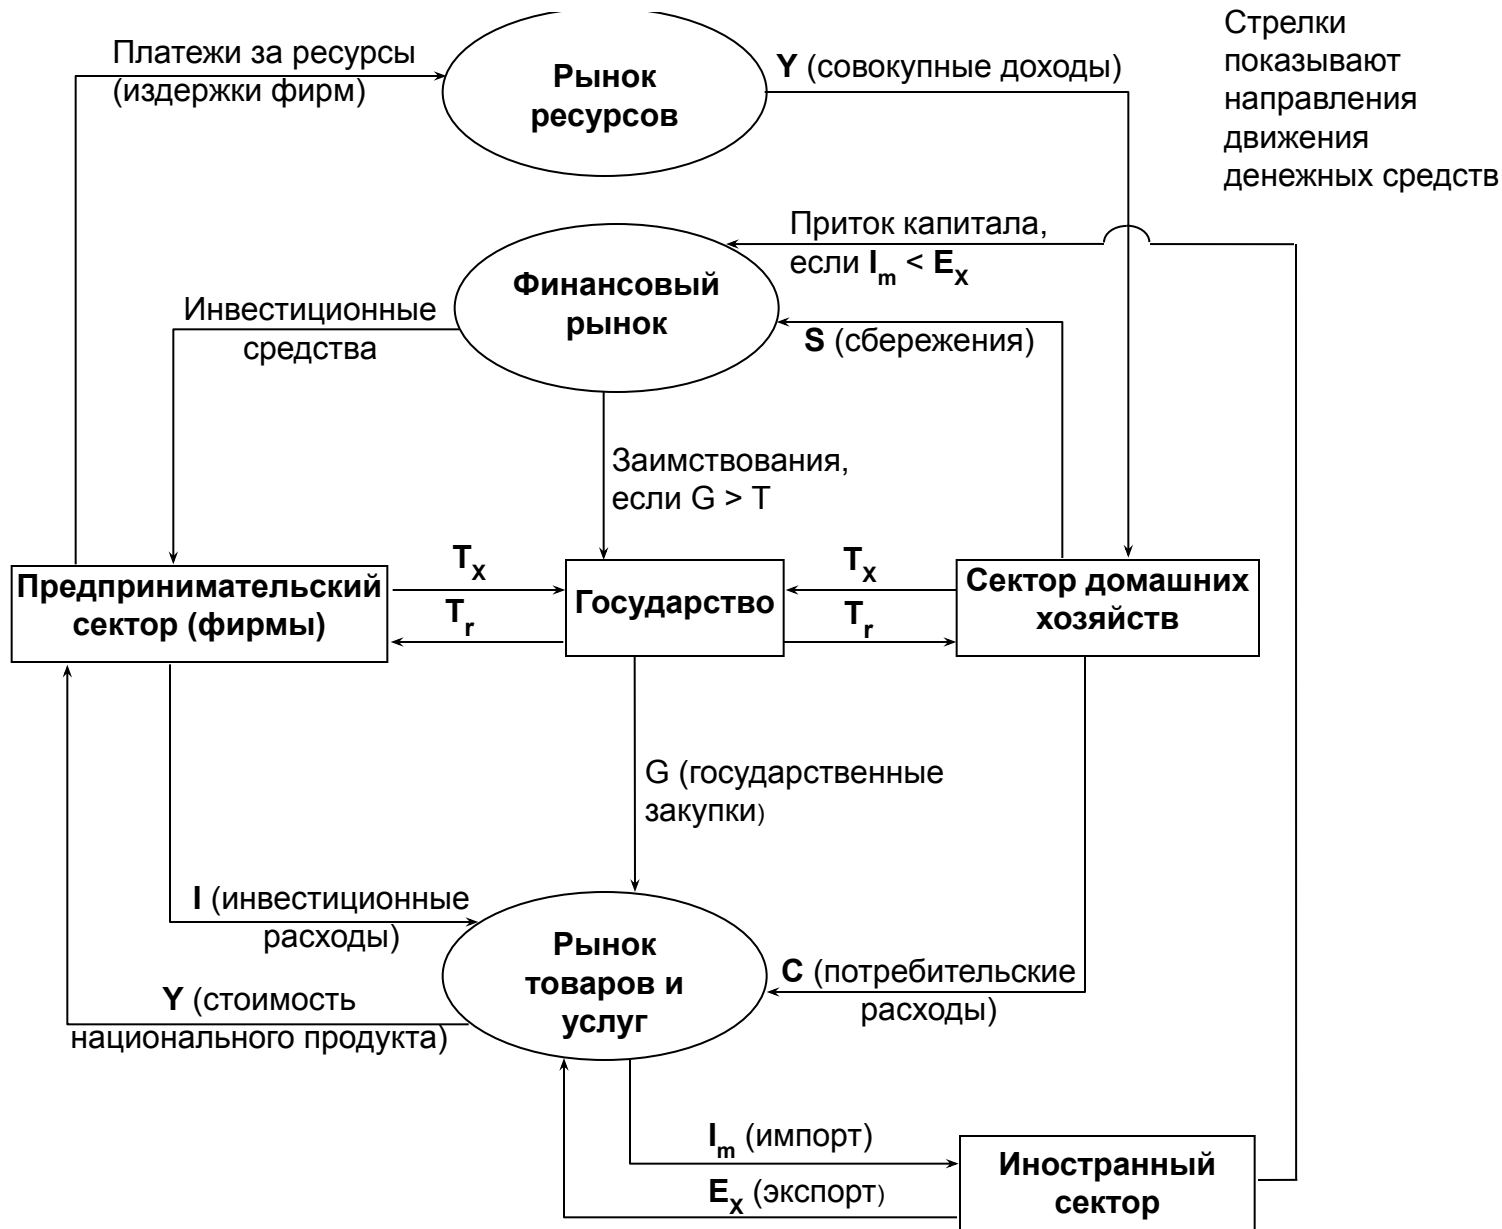 Стрелки
показывают
направления
движения
денежных средств
Платежи за ресурсы
(издержки фирм)
Рынок
ресурсов
Y (совокупные доходы)
Приток капитала,
если Im < EX
Финансовый
рынок
Инвестиционные
средства
S (сбережения)
Заимствования,
если G > T
Предпринимательский
сектор (фирмы)
TX
Tr
Государство
TX
Tr
Сектор домашних
хозяйств
G (государственные
закупки)
I (инвестиционные
расходы)
Рынок
товаров и
услуг
C (потребительские
расходы)
Y (стоимость
национального продукта)
Im (импорт)
EX (экспорт)
Иностранный
сектор